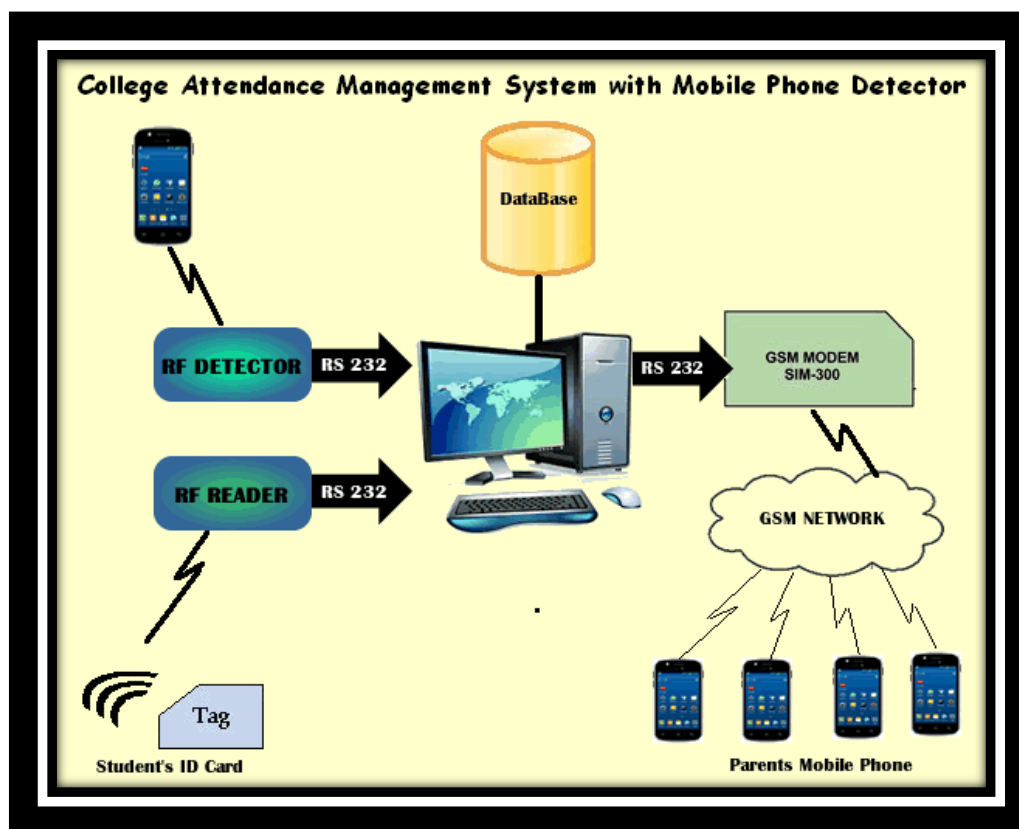 College Attendance Management System with Mobile Phone Detector
DataBase
RF DETECTOR
RS 232
RS 232
GSM MODEM
SIM-300
RF READER
RS 232
GSM NETWORK
Tag
Student's ID Card
Parents Mobile Phone